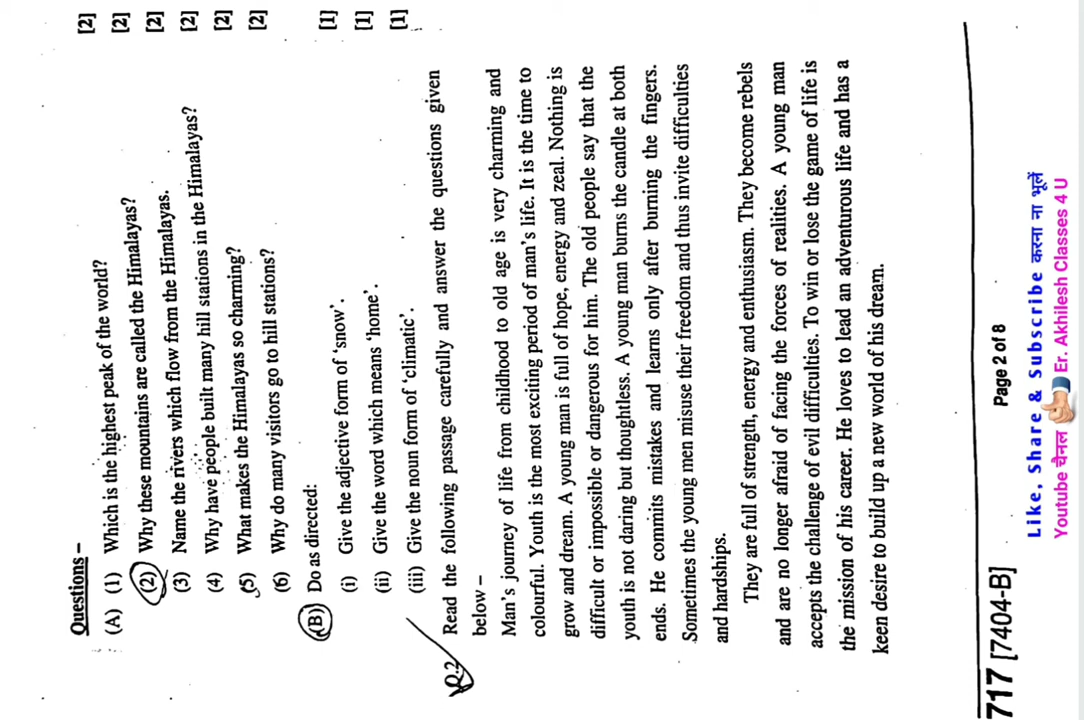 Questions –
(A) (1) Which is the highest peak of the world? [2]
(2) Why these mountains are called the Himalayas? [2]
(3) Name the rivers which flow from the Himalayas. [2]
(4) Why have people built many hill stations in the Himalayas? [2]
(5) What makes the Himalayas so charming? [2]
(6) Why do many visitors go to hill stations? [2]
(B) Do as directed:
(i) Give the adjective form of ‘snow’. [1]
(ii) Give the word which means ‘home’. [1]
(iii) Give the noun form of ‘climatic’. [1]
Q.2 Read the following passage carefully and answer the questions given
below –
Man’s journey of life from childhood to old age is very charming and
colourful. Youth is the most exciting period of man’s life. It is the time to
grow and dream. A young man is full of hope, energy and zeal. Nothing is
difficult or impossible or dangerous for him. The old people say that the
youth is not daring but thoughtless. A young man burns the candle at both
ends. He commits mistakes and learns only after burning the fingers.
Sometimes the young men misuse their freedom and thus invite difficulties
and hardships.
They are full of strength, energy and enthusiasm. They become rebels
and are no longer afraid of facing the forces of realities. A young man
accepts the challenge of evil difficulties. To win or lose the game of life is
the mission of his career. He loves to lead an adventurous life and has a
keen desire to build up a new world of his dream.
717 [7404-B] Page 2 of 8
Like, Share & Subscribe करना ना भूलें
Youtube चैनल Er. Akhilesh Classes 4 U